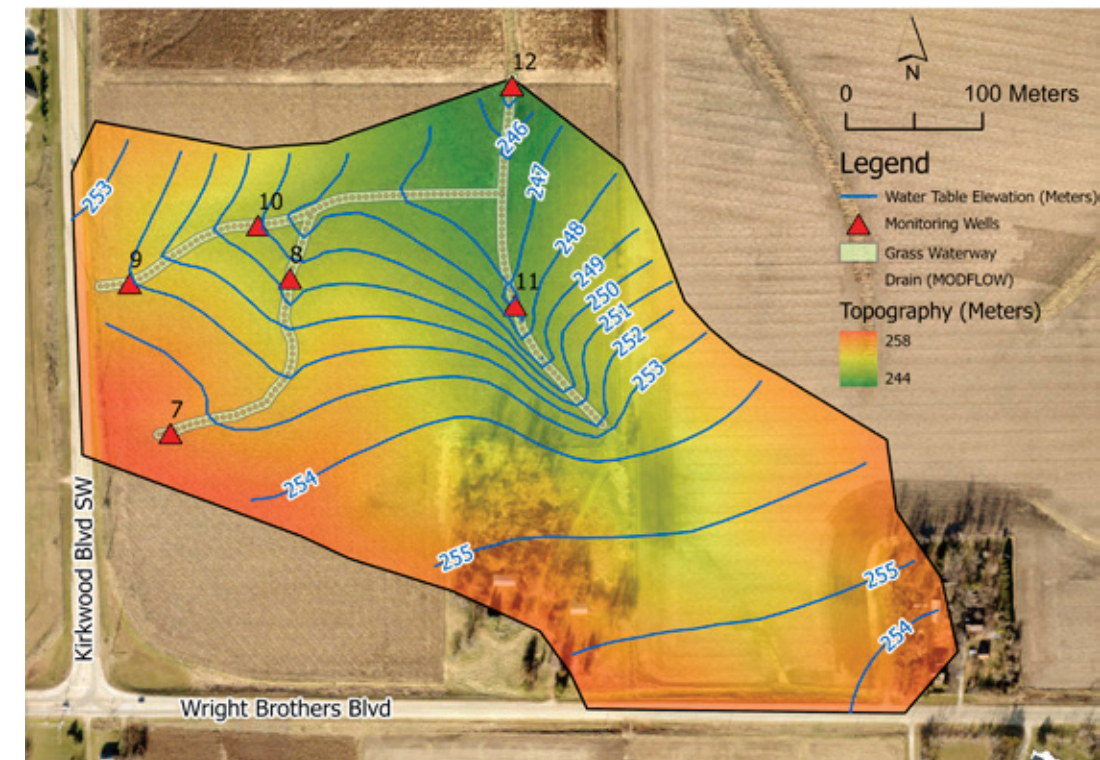 12
N
0 100 Meters
246
247
Legend
Water Table Elevation (Meters)
Monitoring Wells
Grass Waterway
Drain (MODFLOW)
Topography (Meters)
258
244
253
10
248
9
8
249
11
250
251
252
253
7
254
255
255
254
Kirkwood Blvd SW
Wright Brothers Blvd